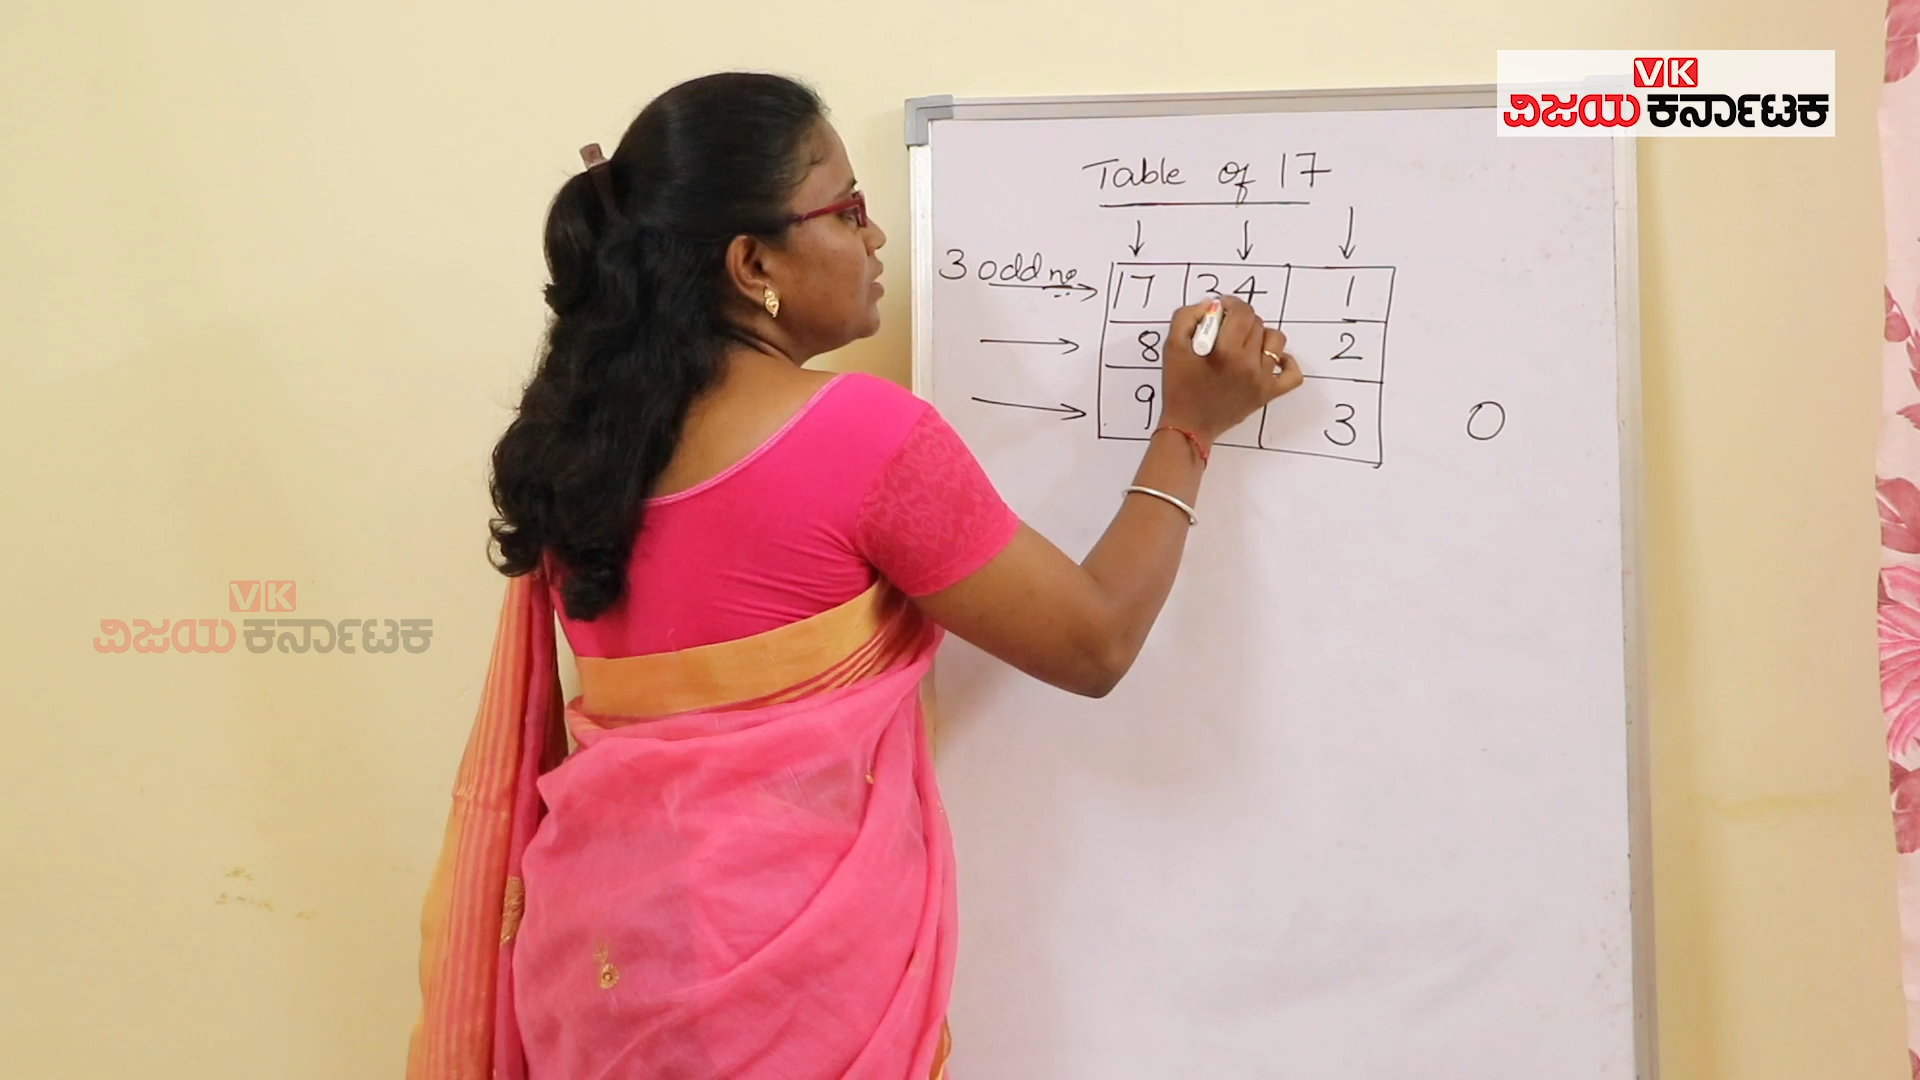 VK
ವಿಜಯ ಕರ್ನಾಟಕ
Table of 17
3 odd no
17 34 1
8 2
9 3 0
VK
ವಿಜಯ ಕರ್ನಾಟಕ